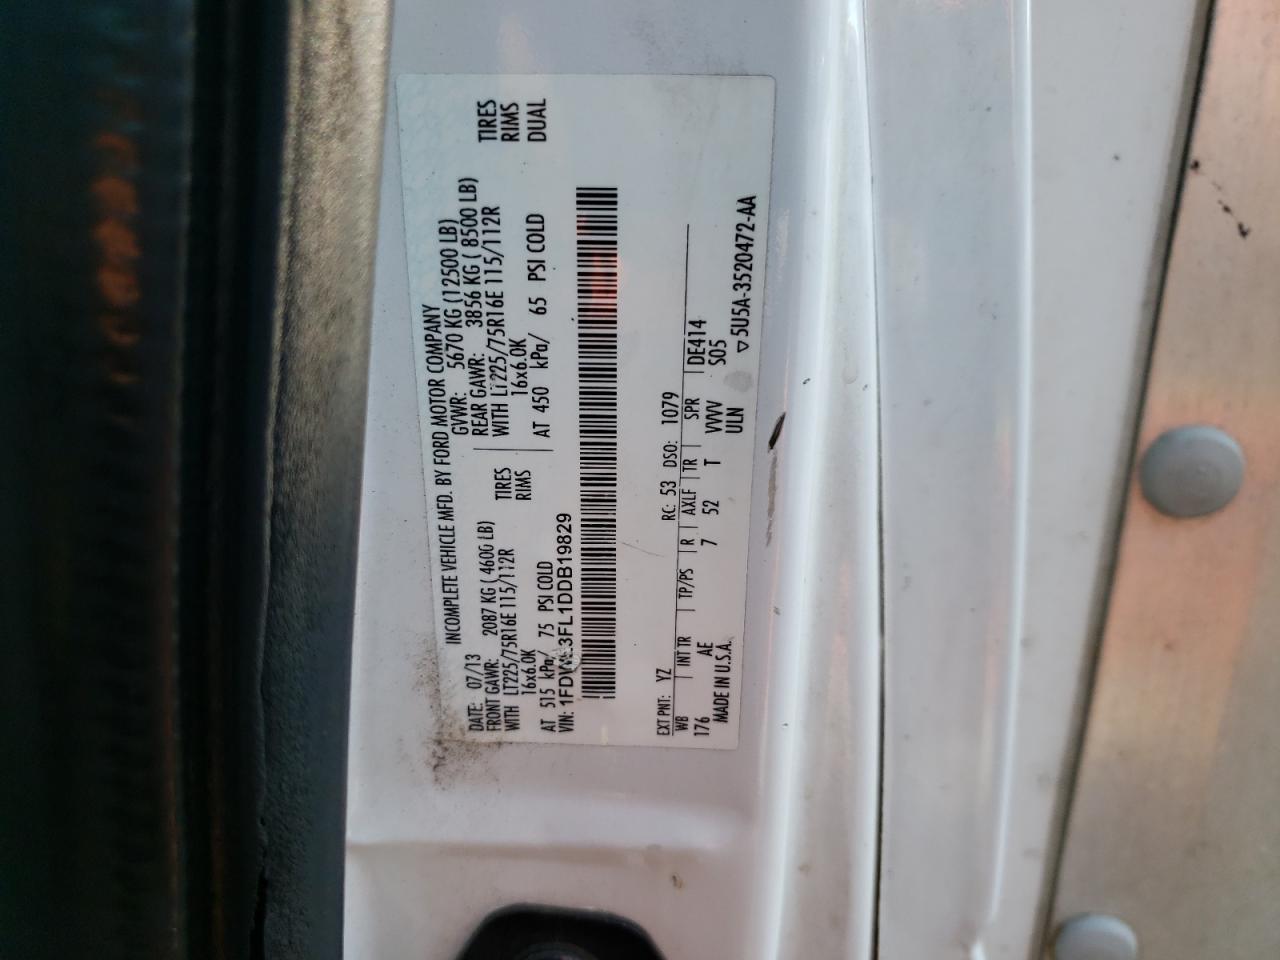 INCOMPLETE VEHICLE MFD. BY FORD MOTOR COMPANY
DATE: 07/13 GVWR: 5670 KG (12500 LB)
FRONT GAWR: 2087 KG ( 4600 LB) REAR GAWR: 3856 KG ( 8500 LB)
WITH LT225/75R16E 115/112R TIRES WITH LT225/75R16E 115/112R TIRES
16x6.0K RIMS 16x6.0K RIMS
AT 515 kPa/ 75 PSI COLD AT 450 kPa/ 65 PSI COLD DUAL
VIN:
EXT PNT: YZ RC: 53 DSO: 1079
WB INT TR TP/PS R AXLE TR SPR DE414
176 AE 7 52 T VVV S05
MADE IN U.S.A. ULN
▽5U5A-3520472-AA